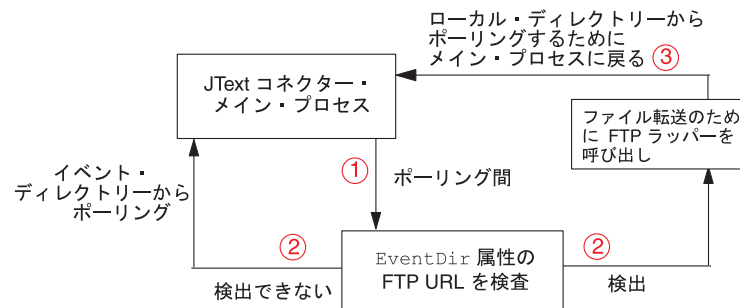 ローカル・ディレクトリーから
ポーリングするために
メイン・プロセスに戻る ③
JText コネクター・
メイン・プロセス
ファイル転送のため
に FTP ラッパーを
呼び出し
イベント・
ディレクトリーから
ポーリング
① ポーリング間
②
検出できない
EventDir 属性の
FTP URL を検査
②
検出